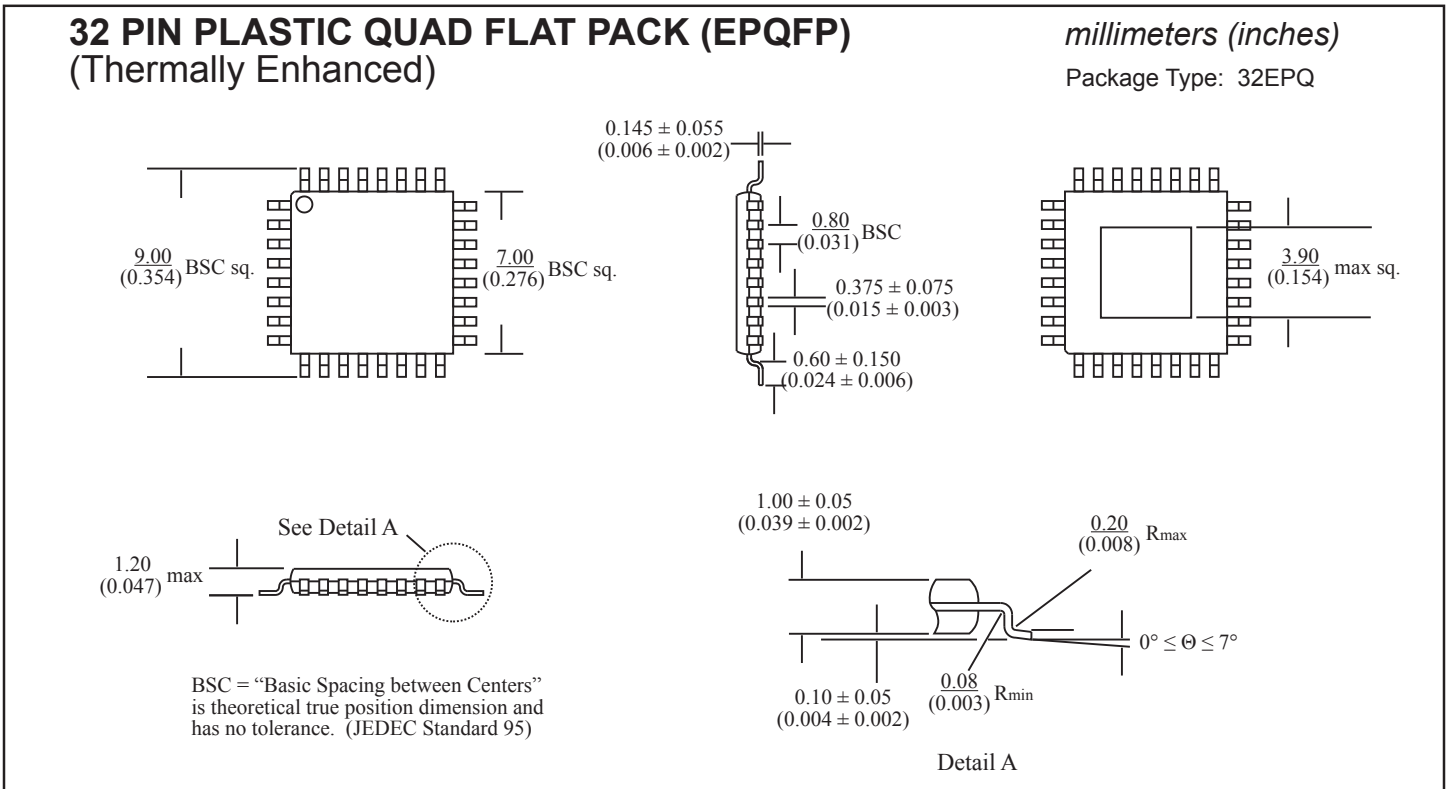 32 PIN PLASTIC QUAD FLAT PACK (EPQFP)
(Thermally Enhanced)
millimeters (inches)
Package Type: 32EPQ
0.145 ± 0.055
(0.006 ± 0.002)
9.00
(0.354) BSC sq.
7.00
(0.276) BSC sq.
0.80
(0.031) BSC
0.375 ± 0.075
(0.015 ± 0.003)
0.60 ± 0.150
(0.024 ± 0.006)
3.90
(0.154) max sq.
See Detail A
1.20
(0.047) max
BSC = “Basic Spacing between Centers”
is theoretical true position dimension and
has no tolerance. (JEDEC Standard 95)
1.00 ± 0.05
(0.039 ± 0.002)
0.20
(0.008) Rmax
0° ≤ Θ ≤ 7°
0.10 ± 0.05
(0.004 ± 0.002)
0.08
(0.003) Rmin
Detail A